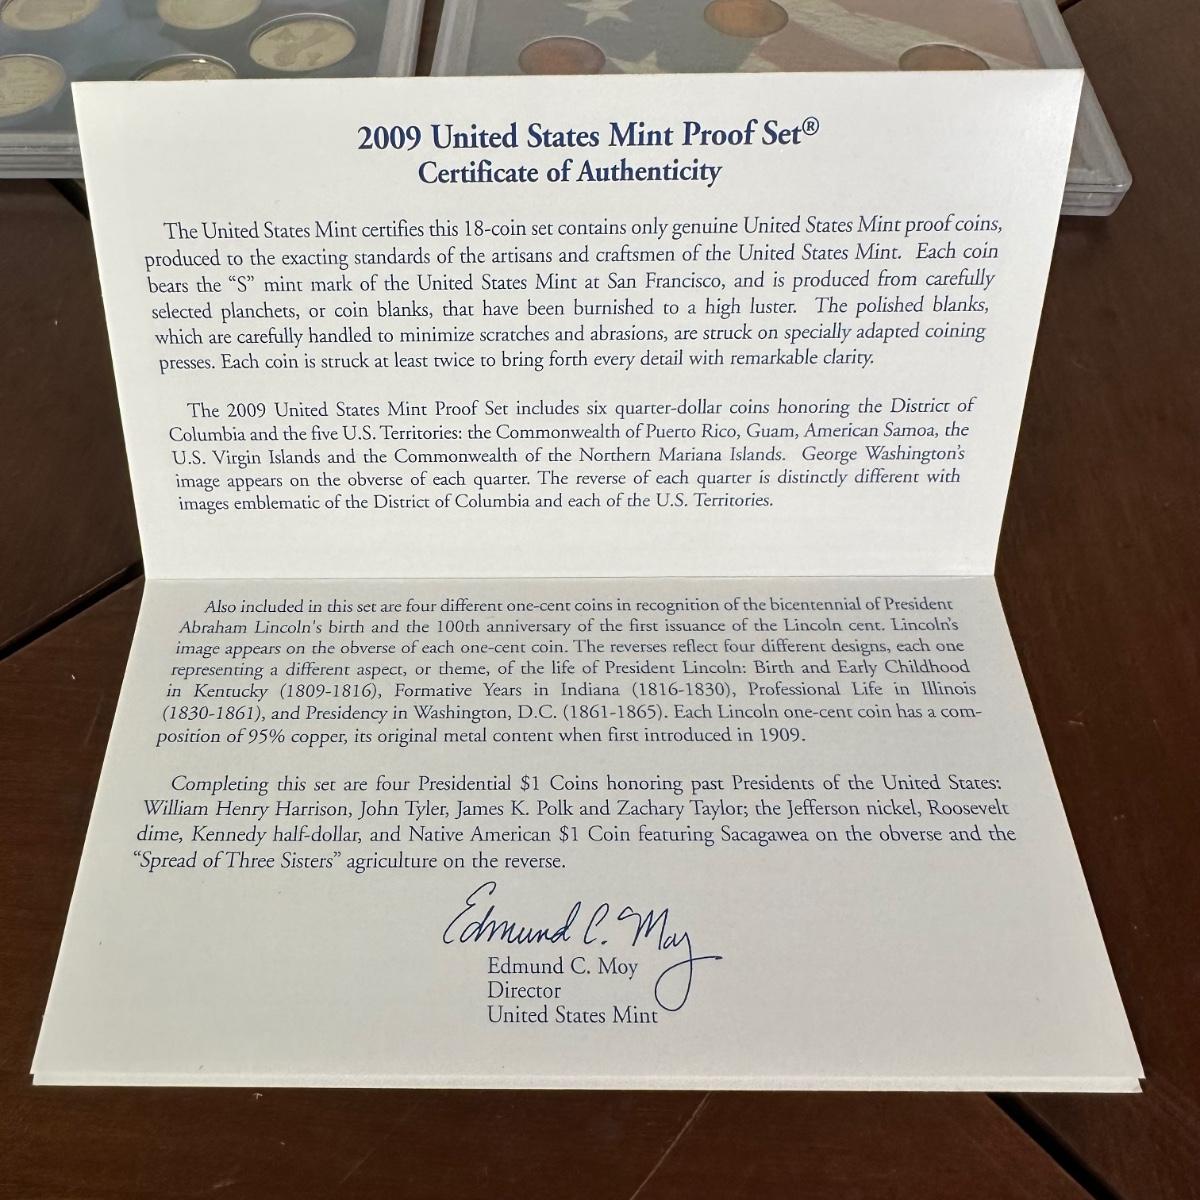 2009 United States Mint Proof Set®
Certificate of Authenticity
The United States Mint certifies this 18-coin set contains only genuine United States Mint proof coins,
produced to the exacting standards of the artisans and craftsmen of the United States Mint. Each coin
bears the “S” mint mark of the United States Mint at San Francisco, and is produced from carefully
selected planchets, or coin blanks, that have been burnished to a high luster. The polished blanks,
which are carefully handled to minimize scratches and abrasions, are struck on specially adapted coining
presses. Each coin is struck at least twice to bring forth every detail with remarkable clarity.
The 2009 United States Mint Proof Set includes six quarter-dollar coins honoring the District of
Columbia and the five U.S. Territories: the Commonwealth of Puerto Rico, Guam, American Samoa, the
U.S. Virgin Islands and the Commonwealth of the Northern Mariana Islands. George Washington's
image appears on the obverse of each quarter. The reverse of each quarter is distinctly different with
images emblematic of the District of Columbia and each of the U.S. Territories.
Also included in this set are four different one-cent coins in recognition of the bicentennial of President
Abraham Lincoln's birth and the 100th anniversary of the first issuance of the Lincoln cent. Lincoln's
image appears on the obverse of each one-cent coin. The reverses reflect four different designs, each one
representing a different aspect, or theme, of the life of President Lincoln: Birth and Early Childhood
in Kentucky (1809-1816), Formative Years in Indiana (1816-1830), Professional Life in Illinois
(1830-1861), and Presidency in Washington, D.C. (1861-1865). Each Lincoln one-cent coin has a com-
position of 95% copper, its original metal content when first introduced in 1909.
Completing this set are four Presidential $1 Coins honoring past Presidents of the United States:
William Henry Harrison, John Tyler, James K. Polk and Zachary Taylor; the Jefferson nickel, Roosevelt
dime, Kennedy half-dollar, and Native American $1 Coin featuring Sacagawea on the obverse and the
“Spread of Three Sisters” agriculture on the reverse.
Edmund C. Moy
Edmund C. Moy
Director
United States Mint